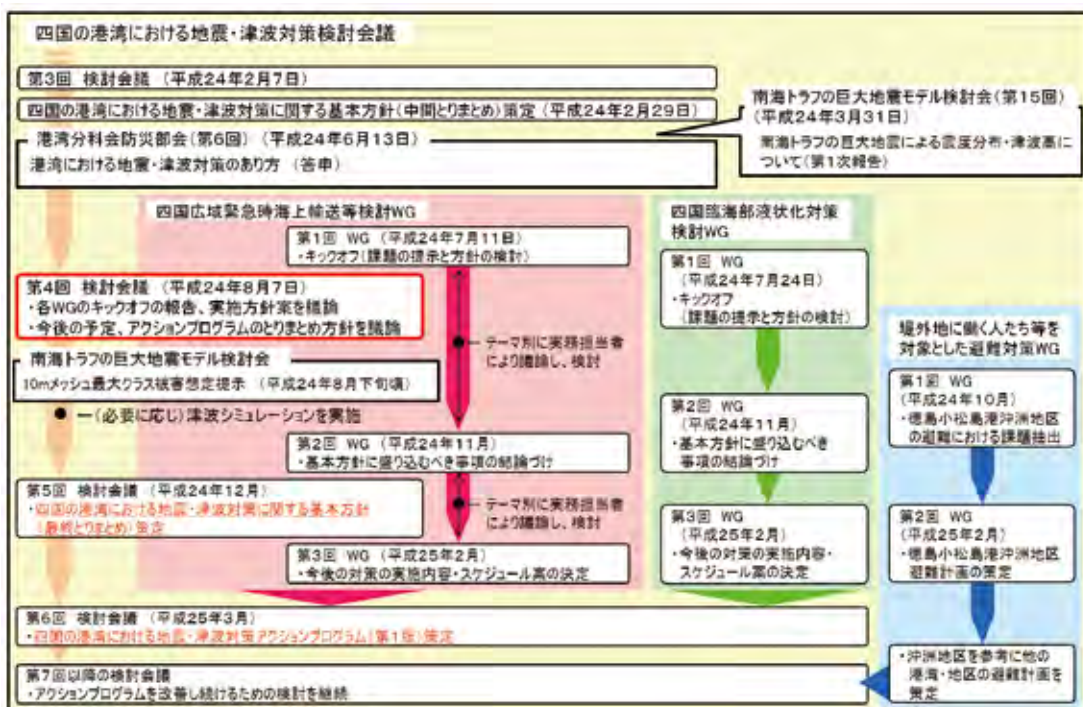 四国の港湾における地震・津波対策検討会議
第3回 検討会議 （平成24年2月7日）
四国の港湾における地震・津波対策に関する基本方針（中間とりまとめ）策定 （平成24年2月29日）
南海トラフの巨大地震モデル検討会（第15回）
（平成24年3月31日）
南海トラフの巨大地震による震度分布・津波高に
ついて（第1次報告）
港湾分科会防災部会（第6回） （平成24年6月13日）
港湾における地震・津波対策のあり方 （答申）
四国広域緊急時海上輸送等検討WG
第1回 WG （平成24年7月11日）
・キックオフ（課題の提示と方針の検討）
第4回 検討会議 （平成24年8月7日）
・各WGのキックオフの報告、実施方針案を議論
・今後の予定、アクションプログラムのとりまとめ方針を議論
南海トラフの巨大地震モデル検討会
10mメッシュ最大クラス被害想定提示 （平成24年8月下旬頃）
● ー（必要に応じ）津波シミュレーションを実施
テーマ別に実務担当者
により議論し、検討
第2回 WG （平成24年11月）
・基本方針に盛り込むべき事項の結論づけ
第5回 検討会議 （平成24年12月）
・四国の港湾における地震・津波対策に関する基本方針
（最終とりまとめ）策定
テーマ別に実務担当者
により議論し、検討
第3回 WG （平成25年2月）
・今後の対策の実施内容・スケジュール案の決定
四国臨海部液状化対策
検討WG
第1回 WG
（平成24年7月24日）
・キックオフ
（課題の提示と方針の検討）
第2回 WG
（平成24年11月）
・基本方針に盛り込むべき
事項の結論づけ
第3回 WG
（平成25年2月）
・今後の対策の実施内容・
スケジュール案の決定
堤外地に働く人たち等を
対象とした避難対策WG
第1回 WG
（平成24年10月）
・徳島小松島港沖洲地区
の避難における課題抽出
第2回 WG
（平成25年2月）
・徳島小松島港沖洲地区
避難計画の策定
・沖洲地区を参考に他の
港湾・地区の避難計画を
策定
第6回 検討会議 （平成25年3月）
・四国の港湾における地震・津波対策アクションプログラム（第1版）策定
第7回以降の検討会議
・アクションプログラムを改善し続けるための検討を継続